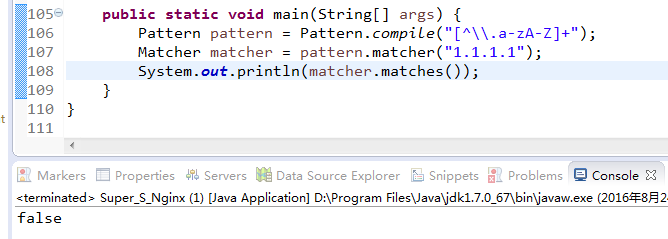 105 public static void main(String[] args) {
106 Pattern pattern = Pattern.compile("[^\\.a-zA-Z]+");
107 Matcher matcher = pattern.matcher("1.1.1.1");
108 System.out.println(matcher.matches());
109 }
110 }
111
t
Markers Properties Servers Data Source Explorer Snippets Problems Console
<terminated> Super_S_Nginx (1) [Java Application] D:\Program Files\Java\jdk1.7.0_67\bin\javaw.exe (2016年8月24
false